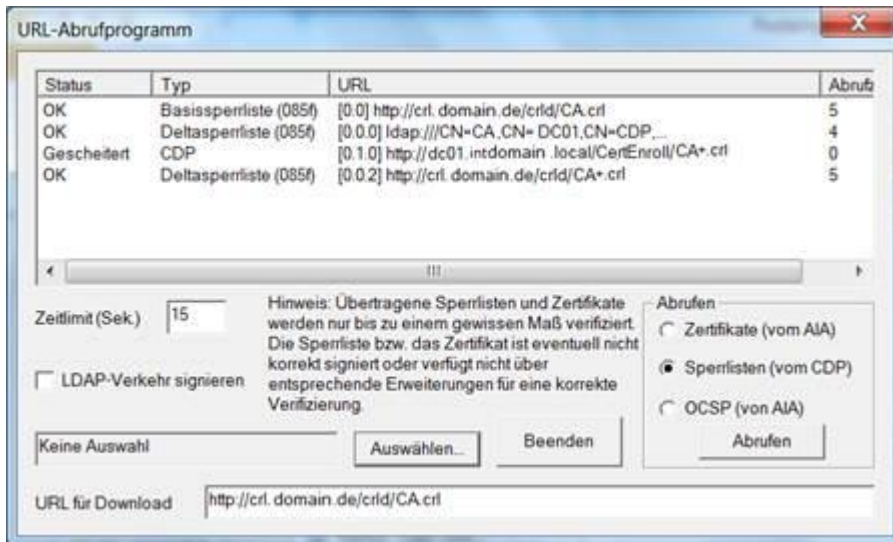 URL-Abrufprogramm
Status Typ URL Abrufz
OK Basissperrliste (085f) [0.0] http://crl.domain.de/crld/CA.crl 5
OK Deltasperrliste (085f) [0.0.0] ldap:///CN=CA,CN= DC01,CN=CDP,... 4
Gescheitert CDP [0.1.0] http://dc01.intdomain .local/CertEnroll/CA+.crl 0
OK Deltasperrliste (085f) [0.0.2] http://crl.domain.de/crld/CA+.crl 5
Zeitlimit (Sek.) 15
LDAP-Verkehr signieren
Hinweis: Übertragene Sperrlisten und Zertifikate
werden nur bis zu einem gewissen Maß verifiziert.
Die Sperrliste bzw. das Zertifikat ist eventuell nicht
korrekt signiert oder verfügt nicht über
entsprechende Erweiterungen für eine korrekte
Verifizierung.
Abrufen
Zertifikate (vom AIA)
Sperrlisten (vom CDP)
OCSP (von AIA)
Abrufen
Keine Auswahl
Auswählen...
Beenden
URL für Download http://crl.domain.de/crld/CA.crl